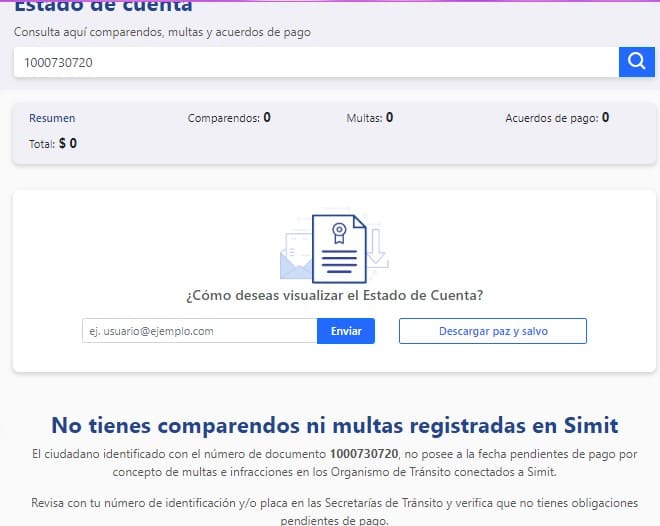 Estado de cuenta
Consulta aquí comparendos, multas y acuerdos de pago
1000730720
Resumen Comparendos: 0 Multas: 0 Acuerdos de pago: 0
Total: $ 0
¿Cómo deseas visualizar el Estado de Cuenta?
ej. usuario@ejemplo.com Enviar Descargar paz y salvo
No tienes comparendos ni multas registradas en Simit
El ciudadano identificado con el número de documento 1000730720, no posee a la fecha pendientes de pago por
concepto de multas e infracciones en los Organismo de Tránsito conectados a Simit.
Revisa con tu número de identificación y/o placa en las Secretarías de Tránsito y verifica que no tienes obligaciones
pendientes de pago.